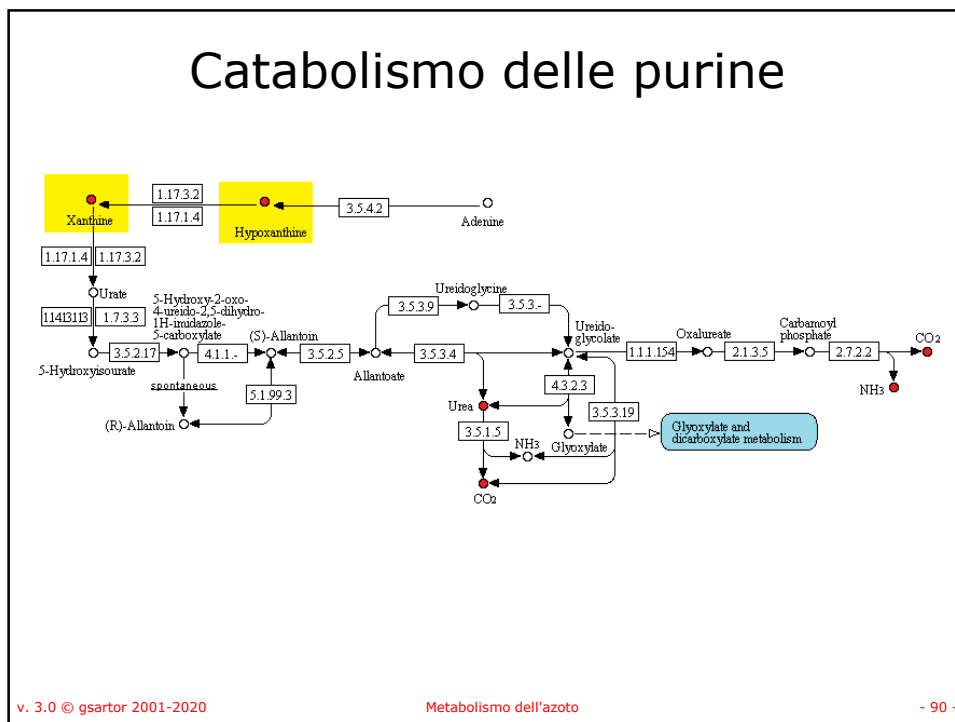 Catabolismo delle purine
1.17.3.2
Xanthine
1.17.1.4
Hypoxanthine
3.5.4.2
Adenine
1.17.1.4 1.17.3.2
Urate
1.14.13.113 1.7.3.3
5-Hydroxy-2-oxo-
4-ureido-2,5-dihydro-
1H-imidazole-
5-carboxylate
5-Hydroxyisourate
3.5.2.17
4.1.1.-
(S)-Allantoin
spontaneous
(R)-Allantoin
5.1.99.3
3.5.2.5
Allantoate
3.5.3.9
Ureidoglycine
3.5.3.-
3.5.3.4
Ureido-
glycolate
1.1.1.154
Oxalureate
2.1.3.5
Carbamoyl
phosphate
2.7.2.2
CO2
NH3
Urea
4.3.2.3
3.5.3.19
3.5.1.5
NH3
Glyoxylate
Glyoxylate and
dicarboxylate metabolism
CO2
v. 3.0 © gsartor 2001-2020
Metabolismo dell'azoto
- 90 -